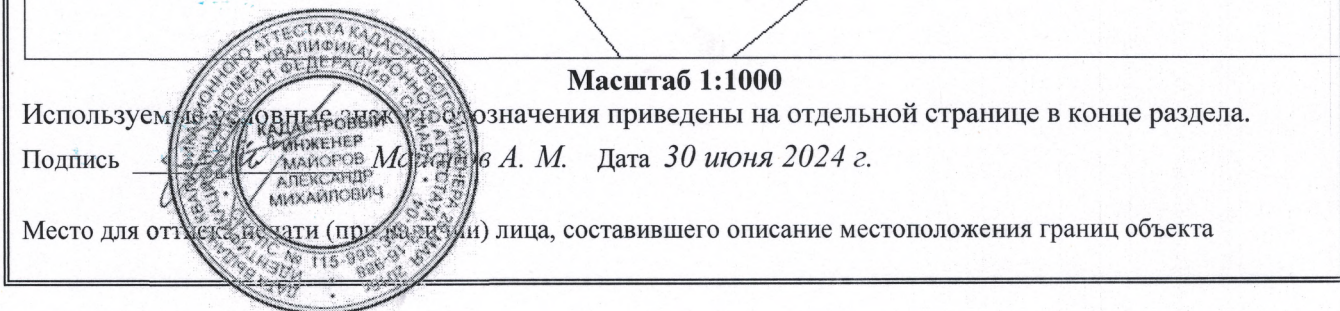 Масштаб 1:1000
Используемые условные знаки и обозначения приведены на отдельной странице в конце раздела.
Подпись Майоров А. М. Дата 30 июня 2024 г.
КАДАСТРОВЫЙ
ИНЖЕНЕР
МАЙОРОВ
АЛЕКСАНДР
МИХАЙЛОВИЧ
Место для оттиска печати (при наличии) лица, составившего описание местоположения границ объекта